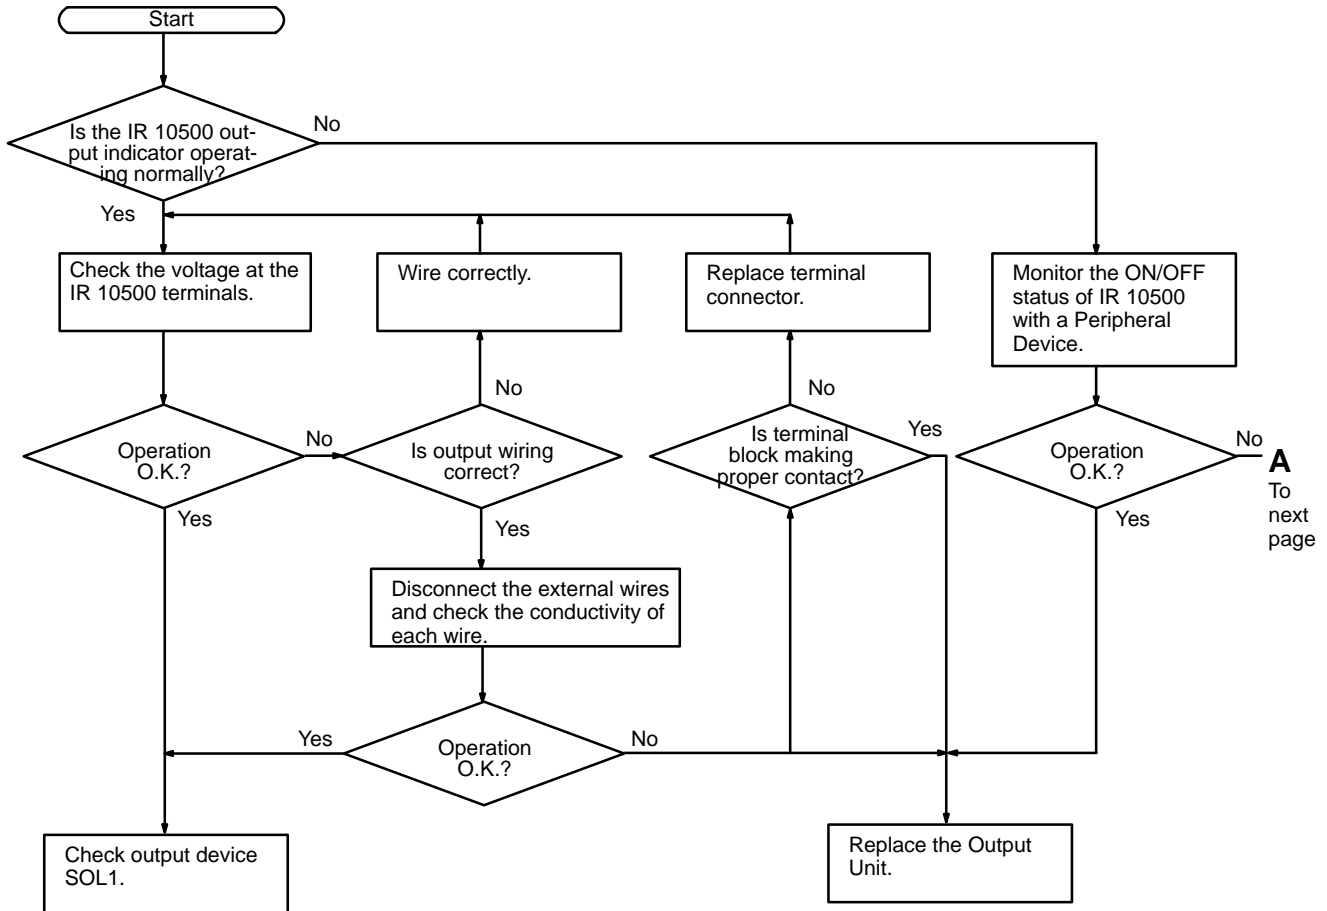 Start
Is the IR 10500 out-
put indicator operat-
ing normally?
No
Yes
Check the voltage at the
IR 10500 terminals.
Wire correctly.
Replace terminal
connector.
Monitor the ON/OFF
status of IR 10500
with a Peripheral
Device.
No
No
Operation
O.K.?
No
Is output wiring
correct?
Is terminal
block making
proper contact?
Yes
Operation
O.K.?
No
A
To
next
page
Yes
Yes
Yes
Disconnect the external wires
and check the conductivity of
each wire.
Yes
Operation
O.K.?
No
Check output device
SOL1.
Replace the Output
Unit.